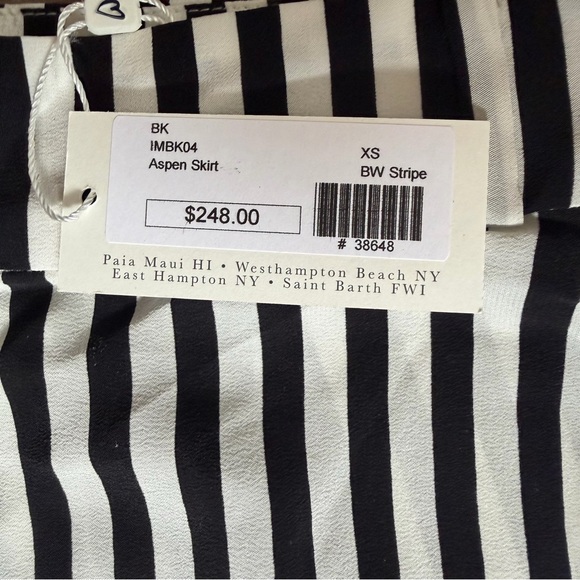 BK
IMBK04
Aspen Skirt
XS
BW Stripe
$248.00
# 38648
Paia Maui HI • Westhampton Beach NY
East Hampton NY • Saint Barth FWI